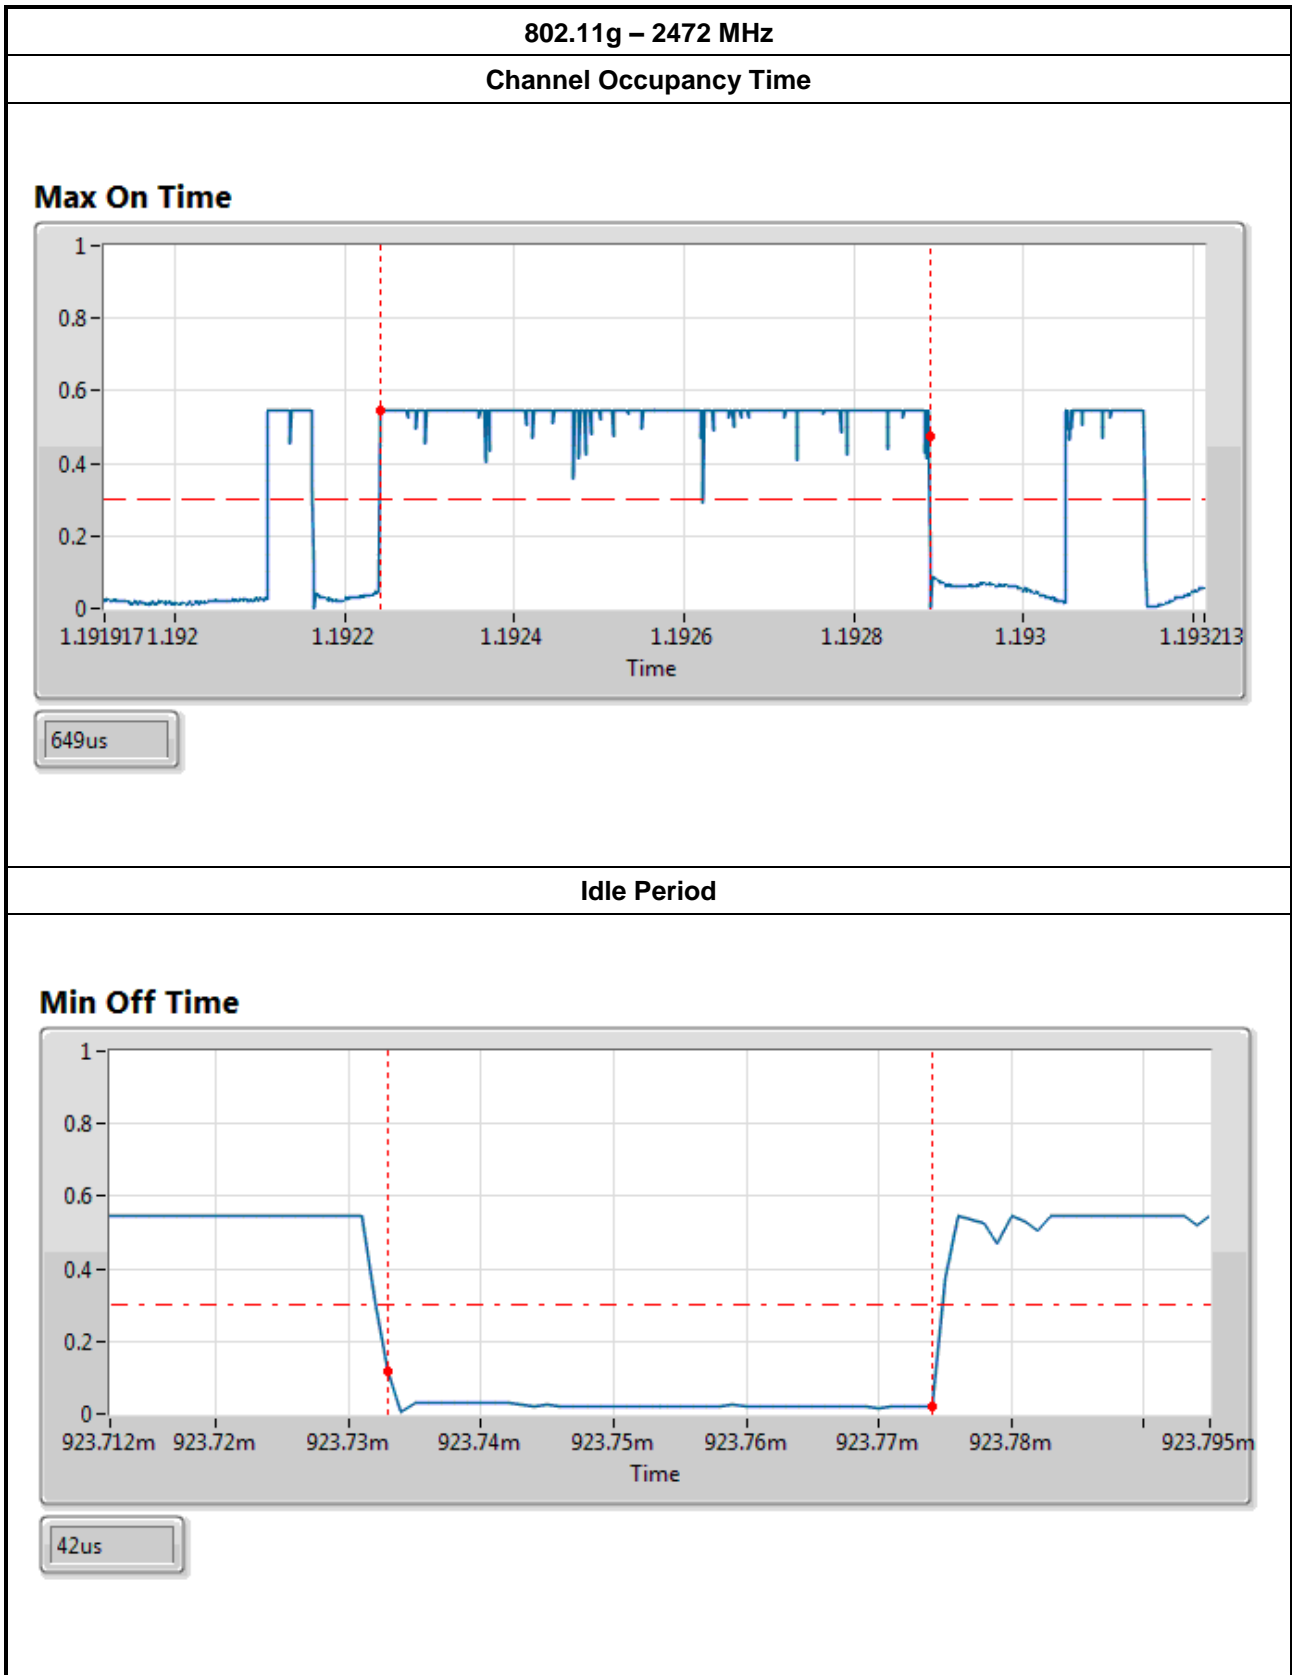 802.11g – 2472 MHz
Channel Occupancy Time
Max On Time
1
0.8
0.6
0.4
0.2
0
1.191917 1.192 1.1922 1.1924 1.1926 1.1928 1.193 1.193213
Time
649us
Idle Period
Min Off Time
1
0.8
0.6
0.4
0.2
0
923.712m 923.72m 923.73m 923.74m 923.75m 923.76m 923.77m 923.78m 923.795m
Time
42us